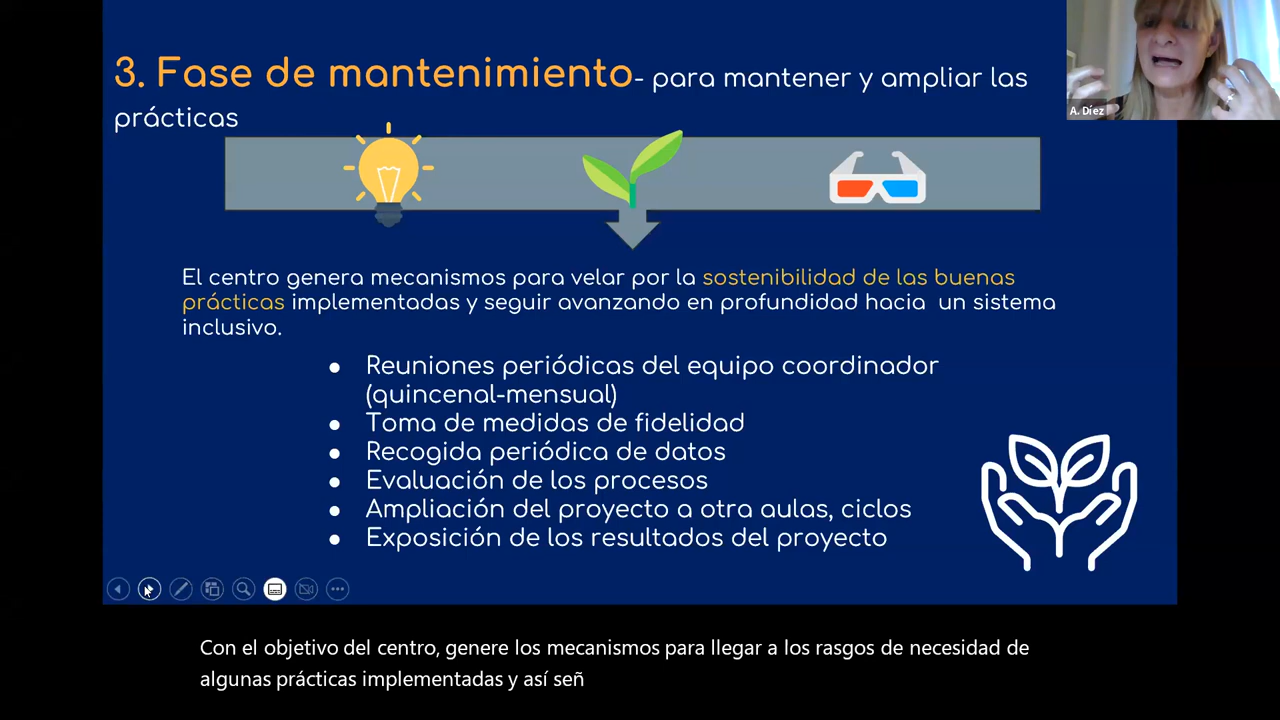 3. Fase de mantenimiento- para mantener y ampliar las
prácticas
A. Díez
El centro genera mecanismos para velar por la sostenibilidad de las buenas
prácticas implementadas y seguir avanzando en profundidad hacia un sistema
inclusivo.
● Reuniones periódicas del equipo coordinador
(quincenal-mensual)
● Toma de medidas de fidelidad
● Recogida periódica de datos
● Evaluación de los procesos
● Ampliación del proyecto a otra aulas, ciclos
● Exposición de los resultados del proyecto
Con el objetivo del centro, genere los mecanismos para llegar a los rasgos de necesidad de
algunas prácticas implementadas y así señ